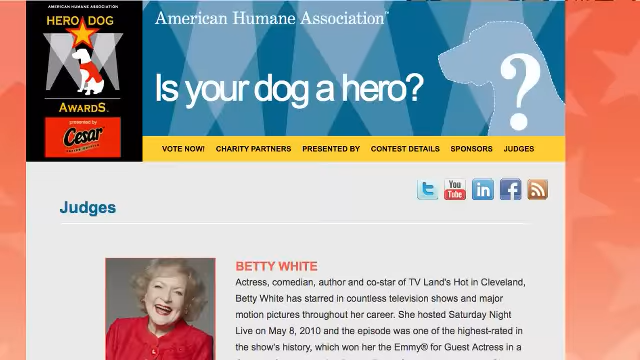 AMERICAN HUMANE ASSOCIATION
HERO DOG
AWARDS.
presented by
Cesar
American Humane Association
Is your dog a hero?
?
VOTE NOW! CHARITY PARTNERS PRESENTED BY CONTEST DETAILS SPONSORS JUDGES
You
Tube
in
f
Judges
BETTY WHITE
Actress, comedian, author and co-star of TV Land's Hot in Cleveland,
Betty White has starred in countless television shows and major
motion pictures throughout her career. She hosted Saturday Night
Live on May 8, 2010 and the episode was one of the highest-rated in
the show's history, which won her the Emmy® for Guest Actress in a